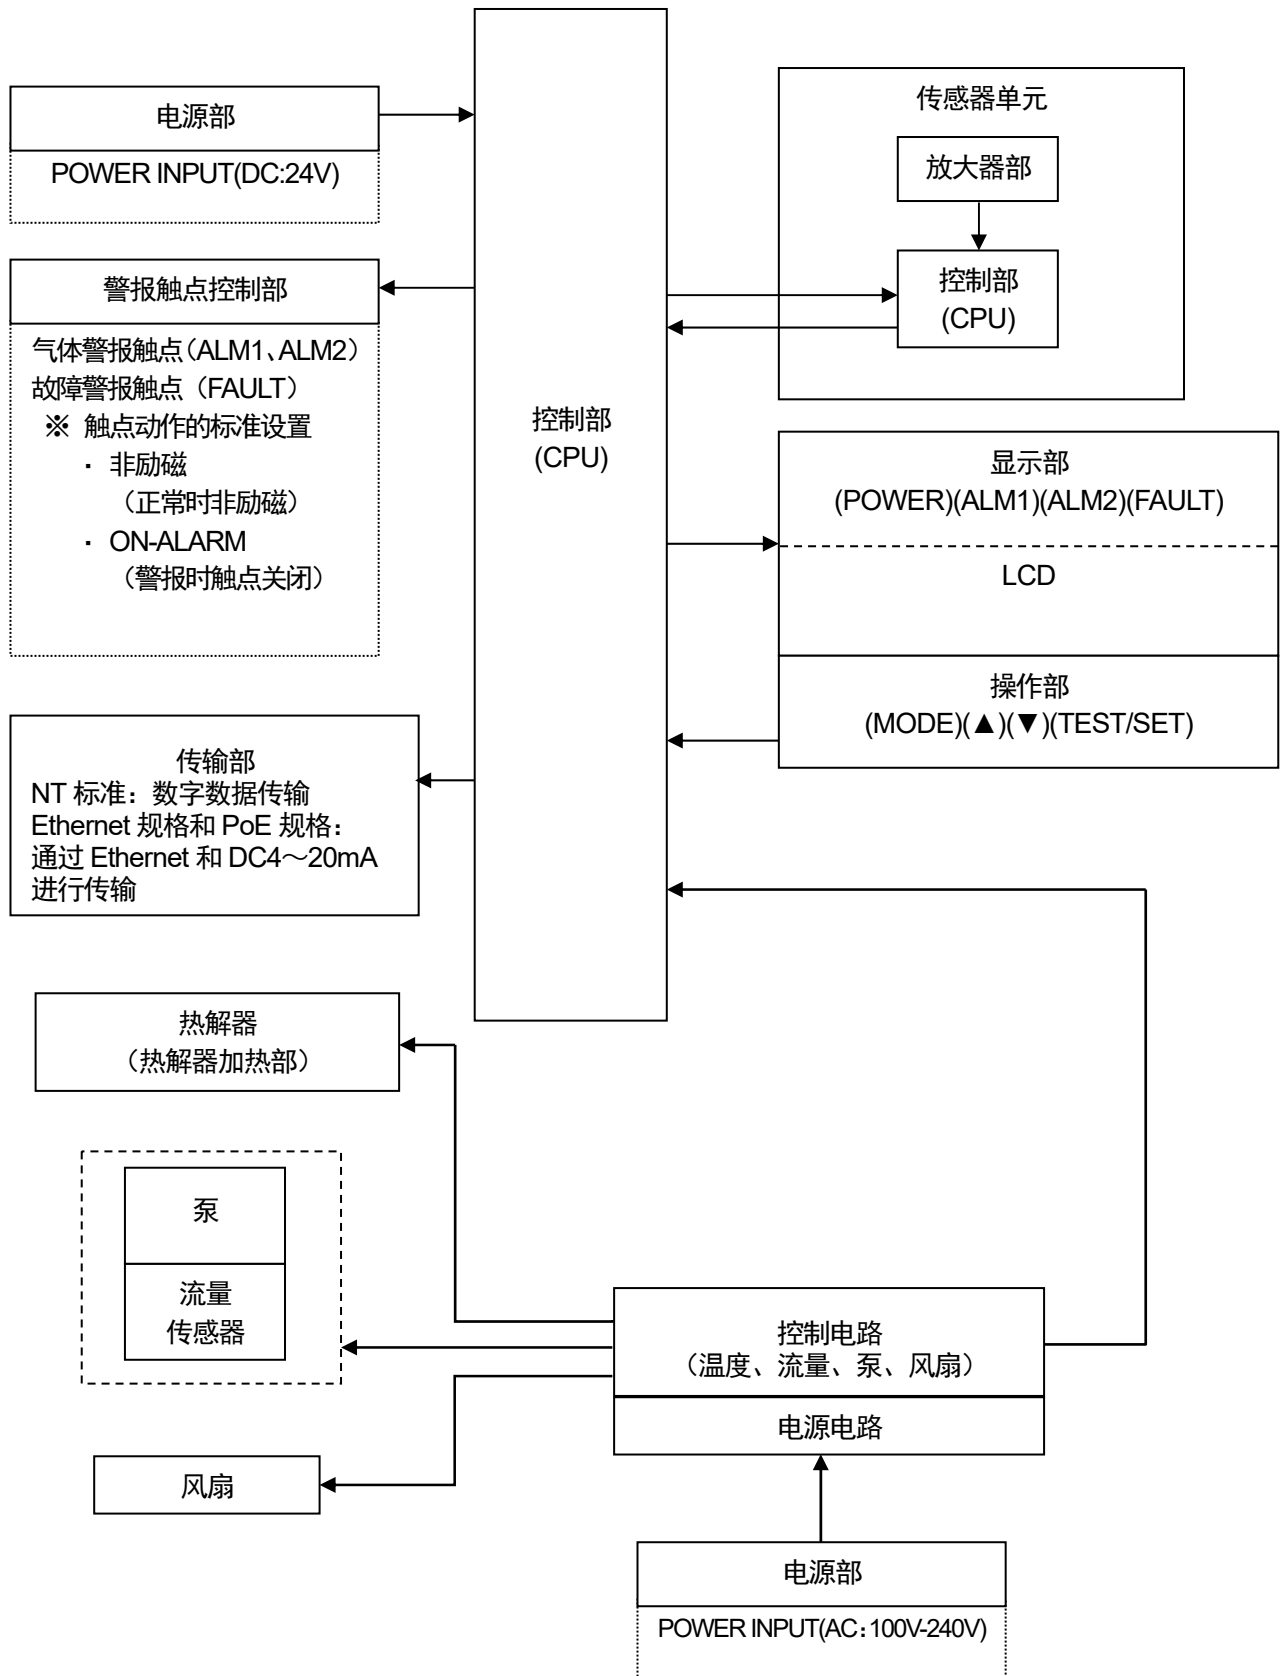 电源部
POWER INPUT(DC:24V)
警报触点控制部
气体警报触点（ALM1、ALM2）
故障警报触点（FAULT）
※ 触点动作的标准设置
・ 非励磁
（正常时非励磁）
・ ON-ALARM
（警报时触点关闭）
传输部
NT 标准：数字数据传输
Ethernet 规格和 PoE 规格：
通过 Ethernet 和 DC4～20mA
进行传输
控制部
(CPU)
传感器单元
放大器部
控制部
(CPU)
显示部
(POWER)(ALM1)(ALM2)(FAULT)
LCD
操作部
(MODE)(▲)(▼)(TEST/SET)
热解器
（热解器加热部）
泵
流量
传感器
风扇
控制电路
（温度、流量、泵、风扇）
电源电路
电源部
POWER INPUT(AC：100V-240V)